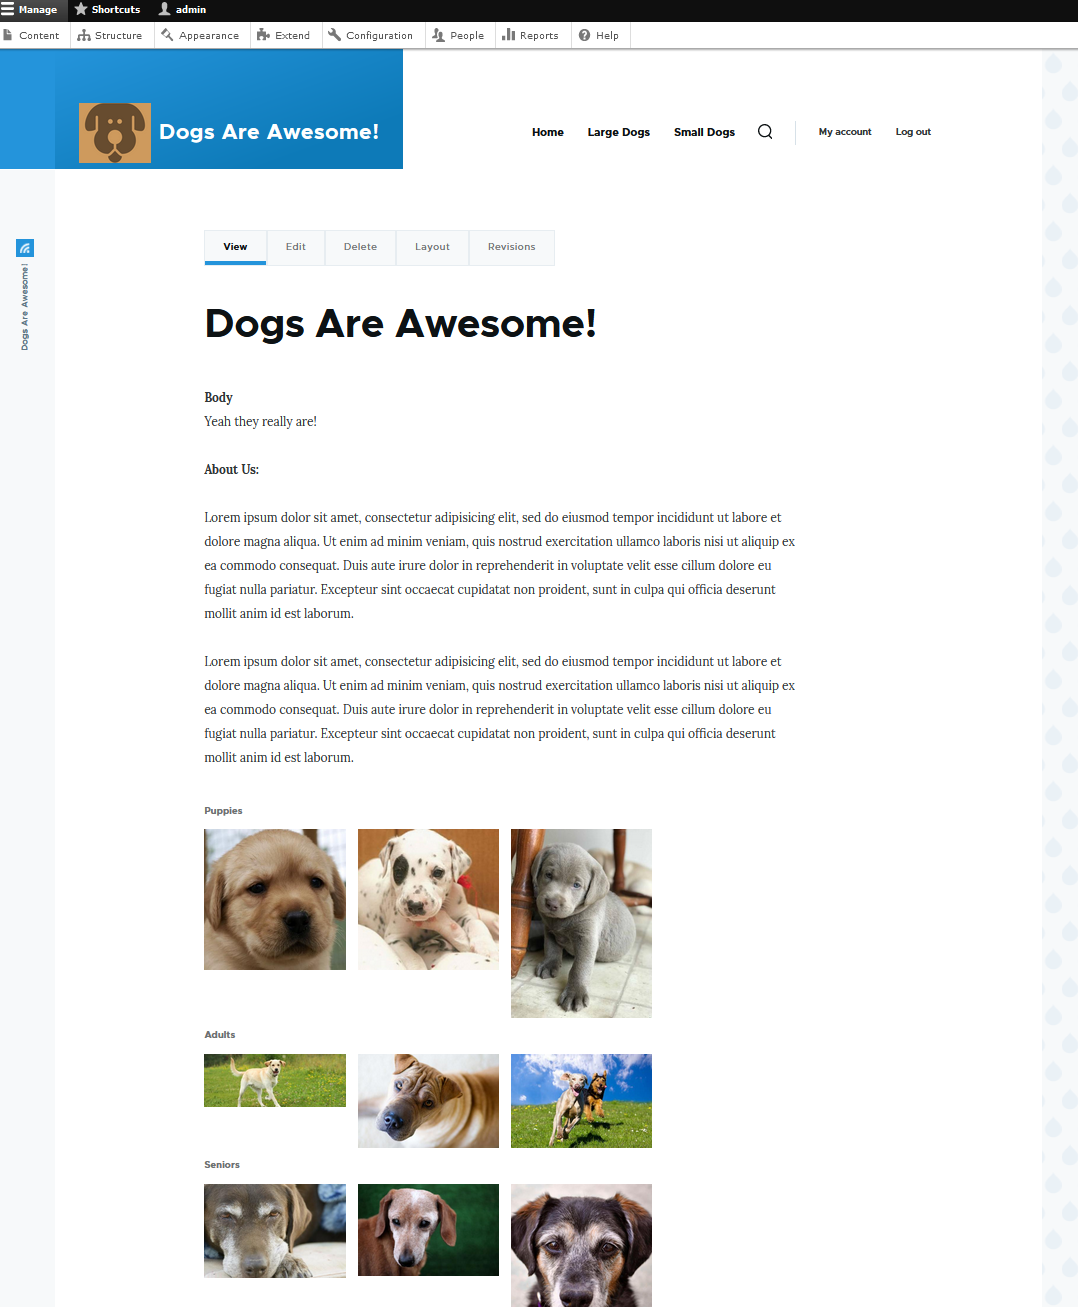 Manage Shortcuts admin
Content Structure Appearance Extend Configuration People Reports Help
Dogs Are Awesome!
Home Large Dogs Small Dogs My account Log out
Dogs Are Awesome!
View Edit Delete Layout Revisions
Dogs Are Awesome!
Body
Yeah they really are!
About Us:
Lorem ipsum dolor sit amet, consectetur adipisicing elit, sed do eiusmod tempor incididunt ut labore et
dolore magna aliqua. Ut enim ad minim veniam, quis nostrud exercitation ullamco laboris nisi ut aliquip ex
ea commodo consequat. Duis aute irure dolor in reprehenderit in voluptate velit esse cillum dolore eu
fugiat nulla pariatur. Excepteur sint occaecat cupidatat non proident, sunt in culpa qui officia deserunt
mollit anim id est laborum.
Lorem ipsum dolor sit amet, consectetur adipisicing elit, sed do eiusmod tempor incididunt ut labore et
dolore magna aliqua. Ut enim ad minim veniam, quis nostrud exercitation ullamco laboris nisi ut aliquip ex
ea commodo consequat. Duis aute irure dolor in reprehenderit in voluptate velit esse cillum dolore eu
fugiat nulla pariatur. Excepteur sint occaecat cupidatat non proident, sunt in culpa qui officia deserunt
mollit anim id est laborum.
Puppies
Adults
Seniors